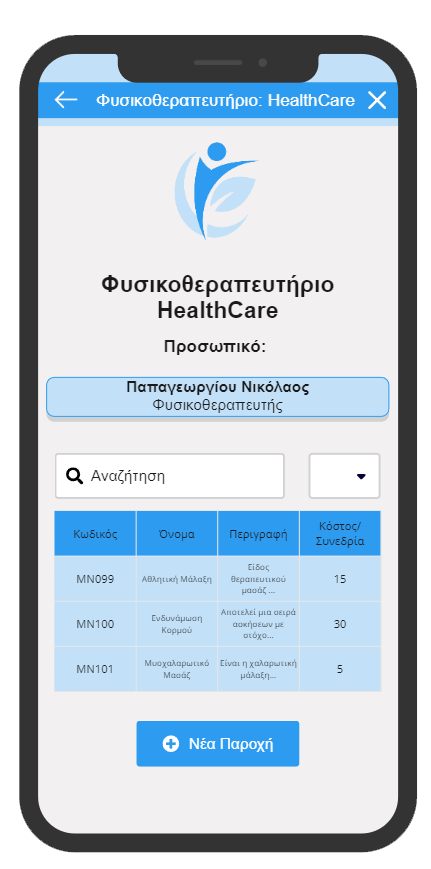 Φυσικοθεραπευτήριο: HealthCare
Φυσικοθεραπευτήριο
HealthCare
Προσωπικό:
Παπαγεωργίου Νικόλαος
Φυσικοθεραπευτής
Αναζήτηση
Κωδικός Όνομα Περιγραφή Κόστος/
Συνεδρία
MN099 Αθλητική Μάλαξη Είδος
θεραπευτικού
μασάζ ... 15
MN100 Ενδυνάμωση
Κορμού Αποτελεί μια σειρά
ασκήσεων με
στόχο... 30
MN101 Μυοχαλαρωτικό
Μασάζ Είναι η χαλαρωτική
μάλαξη... 5
Νέα Παροχή